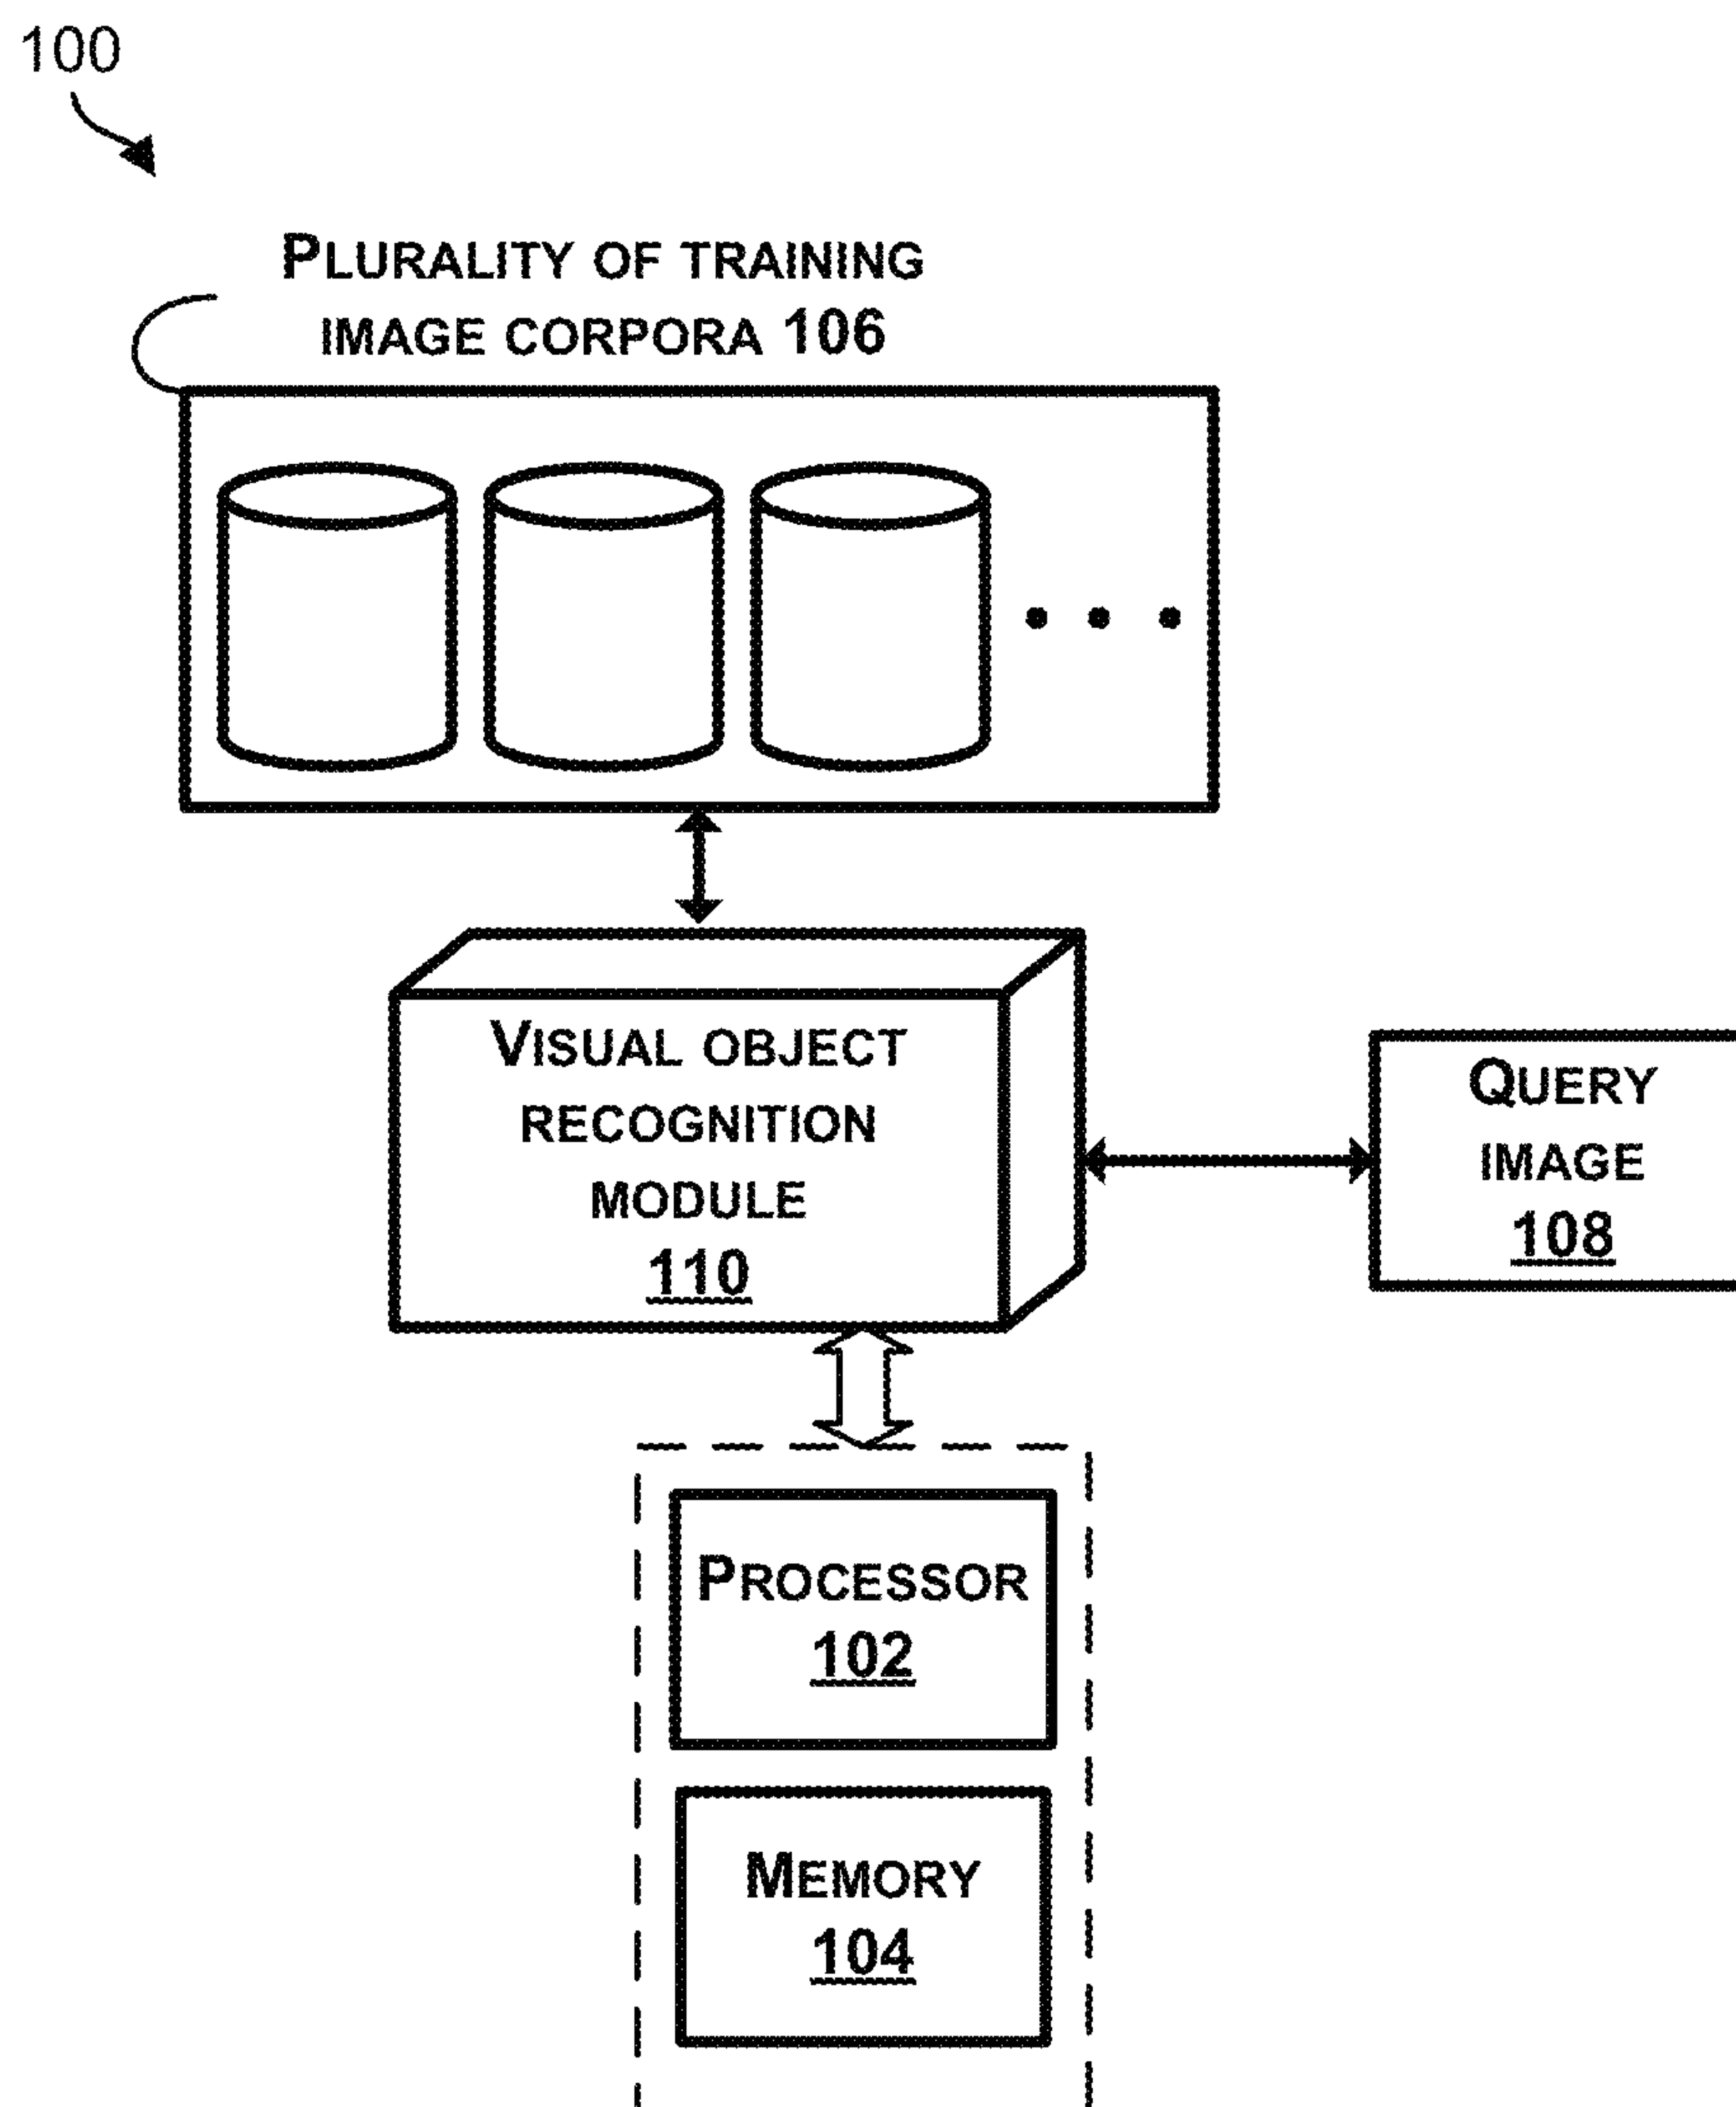 100
PLURALITY OF TRAINING
IMAGE CORPORA 106
VISUAL OBJECT
RECOGNITION
MODULE
110
QUERY
IMAGE
108
PROCESSOR
102
MEMORY
104